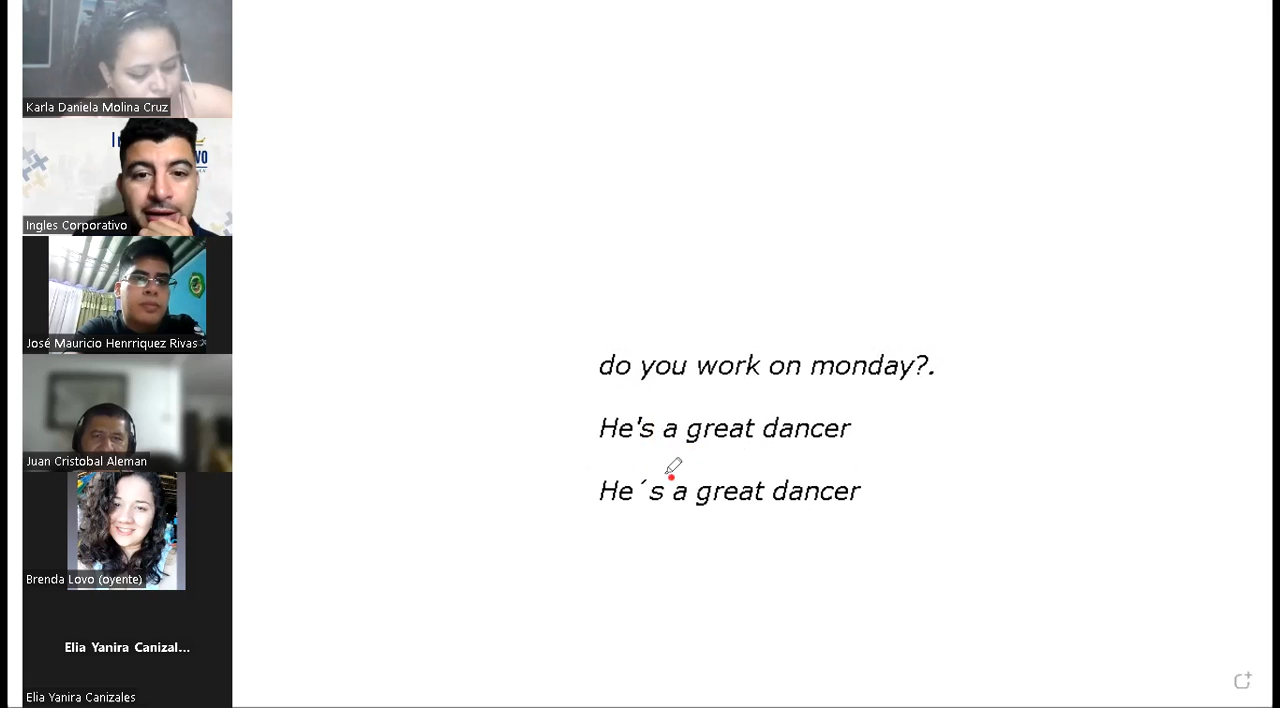 Karla Daniela Molina Cruz
Ingles Corporativo
José Mauricio Henrriquez Rivas
Juan Cristobal Aleman
Brenda Lovo (oyente)
Elia Yanira Canizal...
Elia Yanira Canizales
do you work on monday?.
He's a great dancer
He´s a great dancer